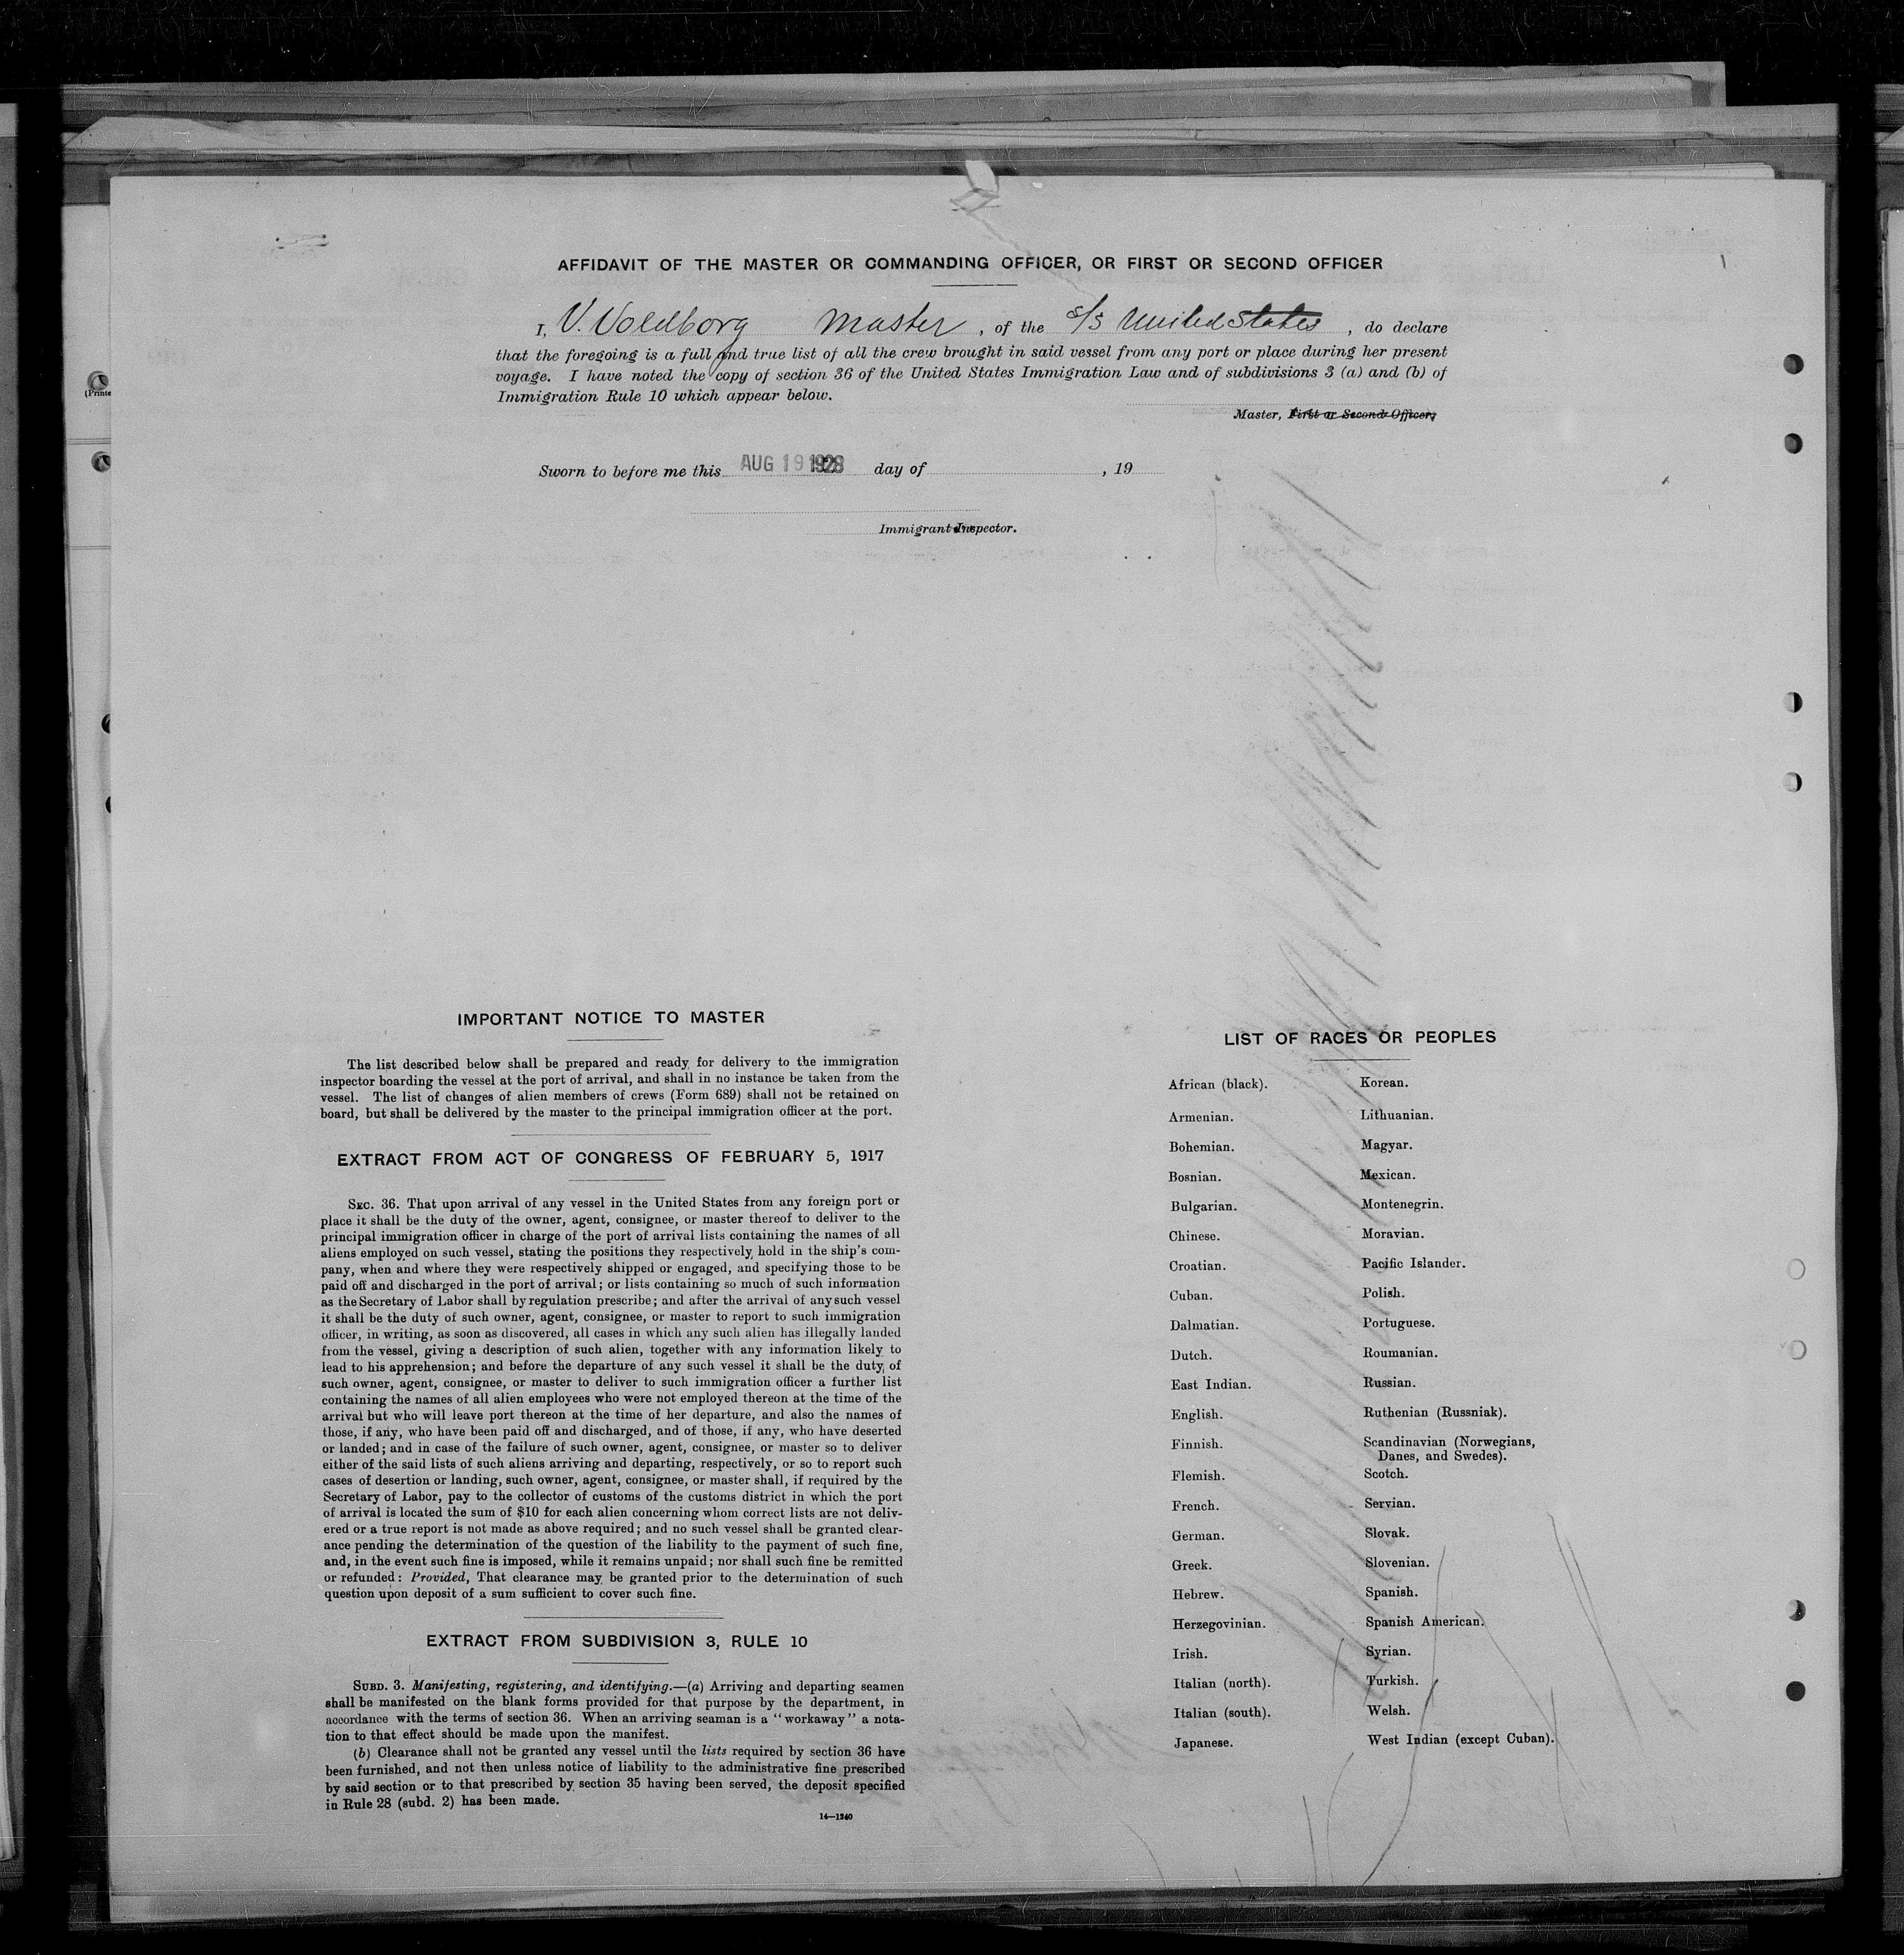 AFFIDAVIT OF THE MASTER OR COMMANDING OFFICER, OR FIRST OR SECOND OFFICER
I, V. Voldborg master, of the s/s United States, do declare
that the foregoing is a full and true list of all the crew brought in said vessel from any port or place during her present
voyage. I have noted the copy of section 36 of the United States Immigration Law and of subdivisions 3 (a) and (b) of
Immigration Rule 10 which appear below.
Master, First or Second Officer.
Sworn to before me this AUG 19 1928 day of , 19
Immigrant Inspector.
(Printe
IMPORTANT NOTICE TO MASTER
The list described below shall be prepared and ready for delivery to the immigration
inspector boarding the vessel at the port of arrival, and shall in no instance be taken from the
vessel. The list of changes of alien members of crews (Form 689) shall not be retained on
board, but shall be delivered by the master to the principal immigration officer at the port.
EXTRACT FROM ACT OF CONGRESS OF FEBRUARY 5, 1917
SEC. 36. That upon arrival of any vessel in the United States from any foreign port or
place it shall be the duty of the owner, agent, consignee, or master thereof to deliver to the
principal immigration officer in charge of the port of arrival lists containing the names of all
aliens employed on such vessel, stating the positions they respectively hold in the ship's com-
pany, when and where they were respectively shipped or engaged, and specifying those to be
paid off and discharged in the port of arrival; or lists containing so much of such information
as the Secretary of Labor shall by regulation prescribe; and after the arrival of any such vessel
it shall be the duty of such owner, agent, consignee, or master to report to such immigration
officer, in writing, as soon as discovered, all cases in which any such alien has illegally landed
from the vessel, giving a description of such alien, together with any information likely to
lead to his apprehension; and before the departure of any such vessel it shall be the duty of
such owner, agent, consignee, or master to deliver to such immigration officer a further list
containing the names of all alien employees who were not employed thereon at the time of the
arrival but who will leave port thereon at the time of her departure, and also the names of
those, if any, who have been paid off and discharged, and of those, if any, who have deserted
or landed; and in case of the failure of such owner, agent, consignee, or master so to deliver
either of the said lists of such aliens arriving and departing, respectively, or so to report such
cases of desertion or landing, such owner, agent, consignee, or master shall, if required by the
Secretary of Labor, pay to the collector of customs of the customs district in which the port
of arrival is located the sum of $10 for each alien concerning whom correct lists are not deliv-
ered or a true report is not made as above required; and no such vessel shall be granted clear-
ance pending the determination of the question of the liability to the payment of such fine,
and, in the event such fine is imposed, while it remains unpaid; nor shall such fine be remitted
or refunded: Provided, That clearance may be granted prior to the determination of such
question upon deposit of a sum sufficient to cover such fine.
EXTRACT FROM SUBDIVISION 3, RULE 10
SUBD. 3. Manifesting, registering, and identifying.—(a) Arriving and departing seamen
shall be manifested on the blank forms provided for that purpose by the department, in
accordance with the terms of section 36. When an arriving seaman is a "workaway" a nota-
tion to that effect should be made upon the manifest.
(b) Clearance shall not be granted any vessel until the lists required by section 36 have
been furnished, and not then unless notice of liability to the administrative fine prescribed
by said section or to that prescribed by section 35 having been served, the deposit specified
in Rule 28 (subd. 2) has been made.
14—1240
LIST OF RACES OR PEOPLES
African (black).
Armenian.
Bohemian.
Bosnian.
Bulgarian.
Chinese.
Croatian.
Cuban.
Dalmatian.
Dutch.
East Indian.
English.
Finnish.
Flemish.
French.
German.
Greek.
Hebrew.
Herzegovinian.
Irish.
Italian (north).
Italian (south).
Japanese.
Korean.
Lithuanian.
Magyar.
Mexican.
Montenegrin.
Moravian.
Pacific Islander.
Polish.
Portuguese.
Roumanian.
Russian.
Ruthenian (Russniak).
Scandinavian (Norwegians,
Danes, and Swedes).
Scotch.
Servian.
Slovak.
Slovenian.
Spanish.
Spanish American.
Syrian.
Turkish.
Welsh.
West Indian (except Cuban).